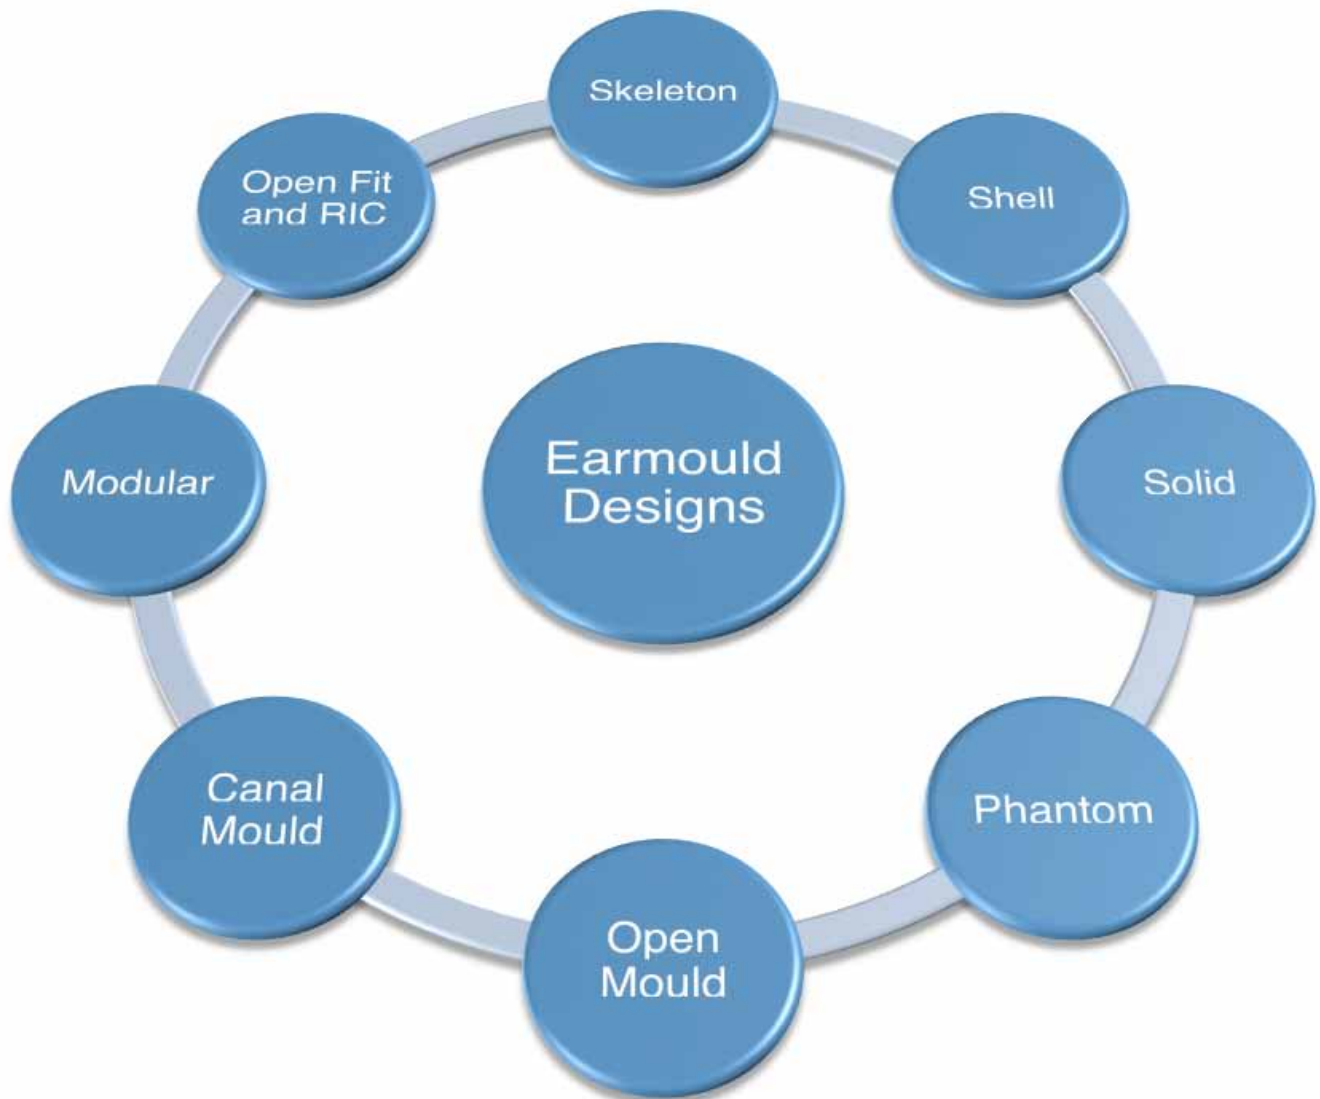 Skeleton
Shell
Solid
Phantom
Open
Mould
Canal
Mould
Modular
Open Fit
and RIC
Earmould
Designs